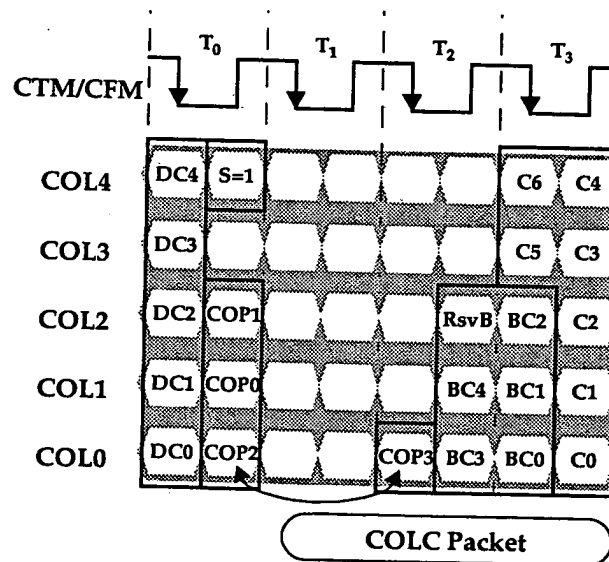 T0 T1 T2 T3
CTM/CFM
COL4 DC4 S=1 C6 C4
COL3 DC3 C5 C3
COL2 DC2 COP1 RsvB BC2 C2
COL1 DC1 COP0 BC4 BC1 C1
COL0 DC0 COP2 COP3 BC3 BC0 C0
COLC Packet